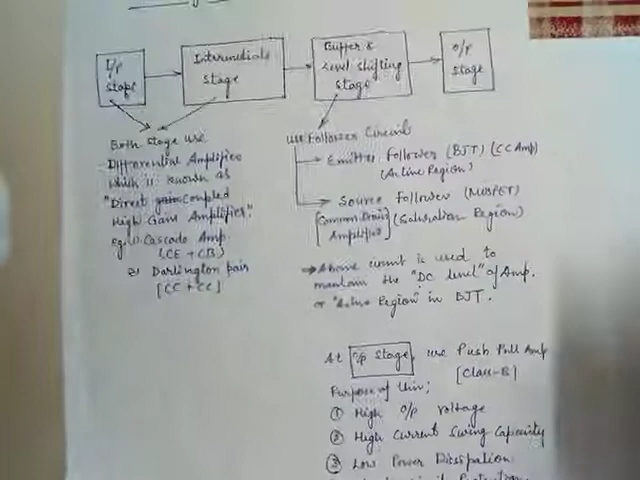 I/p
stage
Intermediate
stage
Buffer &
Level shifting
stage
O/p
stage
Both stage use
Differential Amplifier
which is known as
"Direct Coupled
High Gain Amplifier".
Eg. 1) Cascade Amp.
(CE + CB)
2) Darlington pair
[CC + CC]
use Follower Circuit
→ Emitter Follower (BJT) (CC Amp)
(Active Region)
→ Source Follower (MOSFET)
[Common Drain Amplifier] (Saturation Region)
→ Above circuit is used to
maintain the "DC level" of Amp.
or "Active Region" in BJT.
At O/p Stage, use Push Pull Amp
[Class-B]
Purpose of this;
① High O/p Voltage
② High Current Swing Capacity
③ Low Power Dissipation